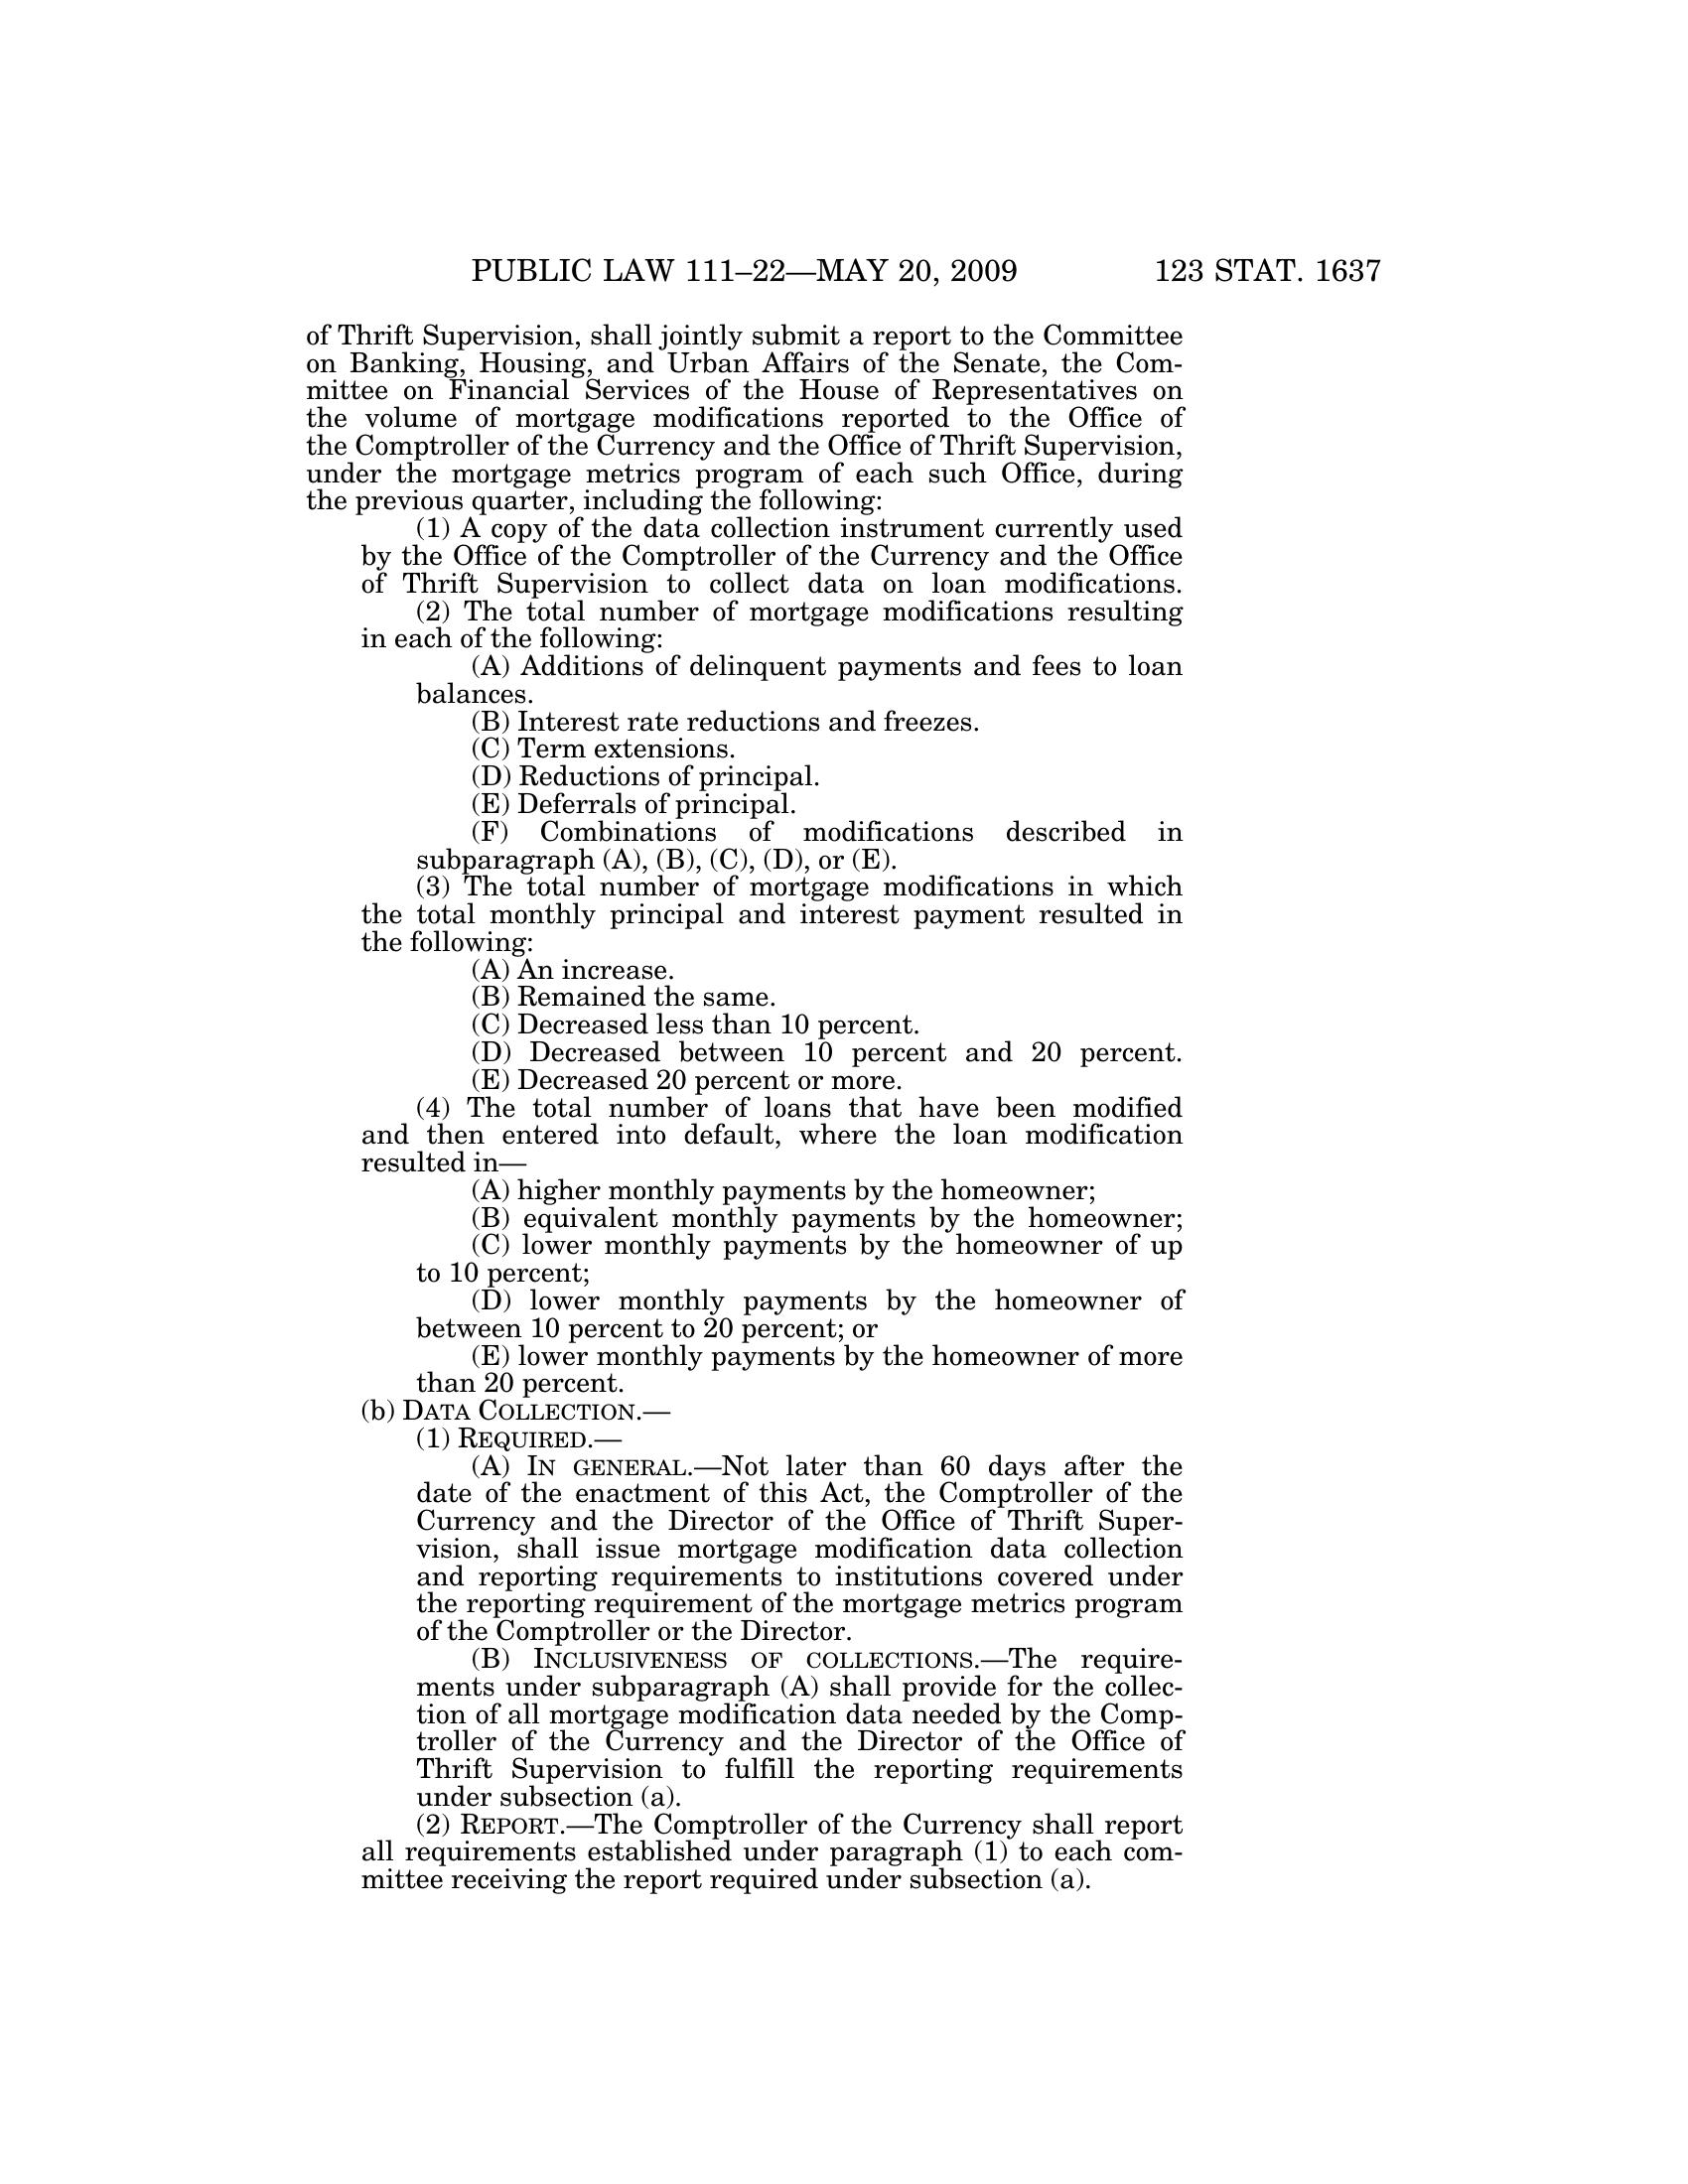 PUBLIC LAW 111–22—MAY 20, 2009 123 STAT. 1637
of Thrift Supervision, shall jointly submit a report to the Committee
on Banking, Housing, and Urban Affairs of the Senate, the Com-
mittee on Financial Services of the House of Representatives on
the volume of mortgage modifications reported to the Office of
the Comptroller of the Currency and the Office of Thrift Supervision,
under the mortgage metrics program of each such Office, during
the previous quarter, including the following:
(1) A copy of the data collection instrument currently used
by the Office of the Comptroller of the Currency and the Office
of Thrift Supervision to collect data on loan modifications.
(2) The total number of mortgage modifications resulting
in each of the following:
(A) Additions of delinquent payments and fees to loan
balances.
(B) Interest rate reductions and freezes.
(C) Term extensions.
(D) Reductions of principal.
(E) Deferrals of principal.
(F) Combinations of modifications described in
subparagraph (A), (B), (C), (D), or (E).
(3) The total number of mortgage modifications in which
the total monthly principal and interest payment resulted in
the following:
(A) An increase.
(B) Remained the same.
(C) Decreased less than 10 percent.
(D) Decreased between 10 percent and 20 percent.
(E) Decreased 20 percent or more.
(4) The total number of loans that have been modified
and then entered into default, where the loan modification
resulted in—
(A) higher monthly payments by the homeowner;
(B) equivalent monthly payments by the homeowner;
(C) lower monthly payments by the homeowner of up
to 10 percent;
(D) lower monthly payments by the homeowner of
between 10 percent to 20 percent; or
(E) lower monthly payments by the homeowner of more
than 20 percent.
(b) DATA COLLECTION.—
(1) REQUIRED.—
(A) IN GENERAL.—Not later than 60 days after the
date of the enactment of this Act, the Comptroller of the
Currency and the Director of the Office of Thrift Super-
vision, shall issue mortgage modification data collection
and reporting requirements to institutions covered under
the reporting requirement of the mortgage metrics program
of the Comptroller or the Director.
(B) INCLUSIVENESS OF COLLECTIONS.—The require-
ments under subparagraph (A) shall provide for the collec-
tion of all mortgage modification data needed by the Comp-
troller of the Currency and the Director of the Office of
Thrift Supervision to fulfill the reporting requirements
under subsection (a).
(2) REPORT.—The Comptroller of the Currency shall report
all requirements established under paragraph (1) to each com-
mittee receiving the report required under subsection (a).